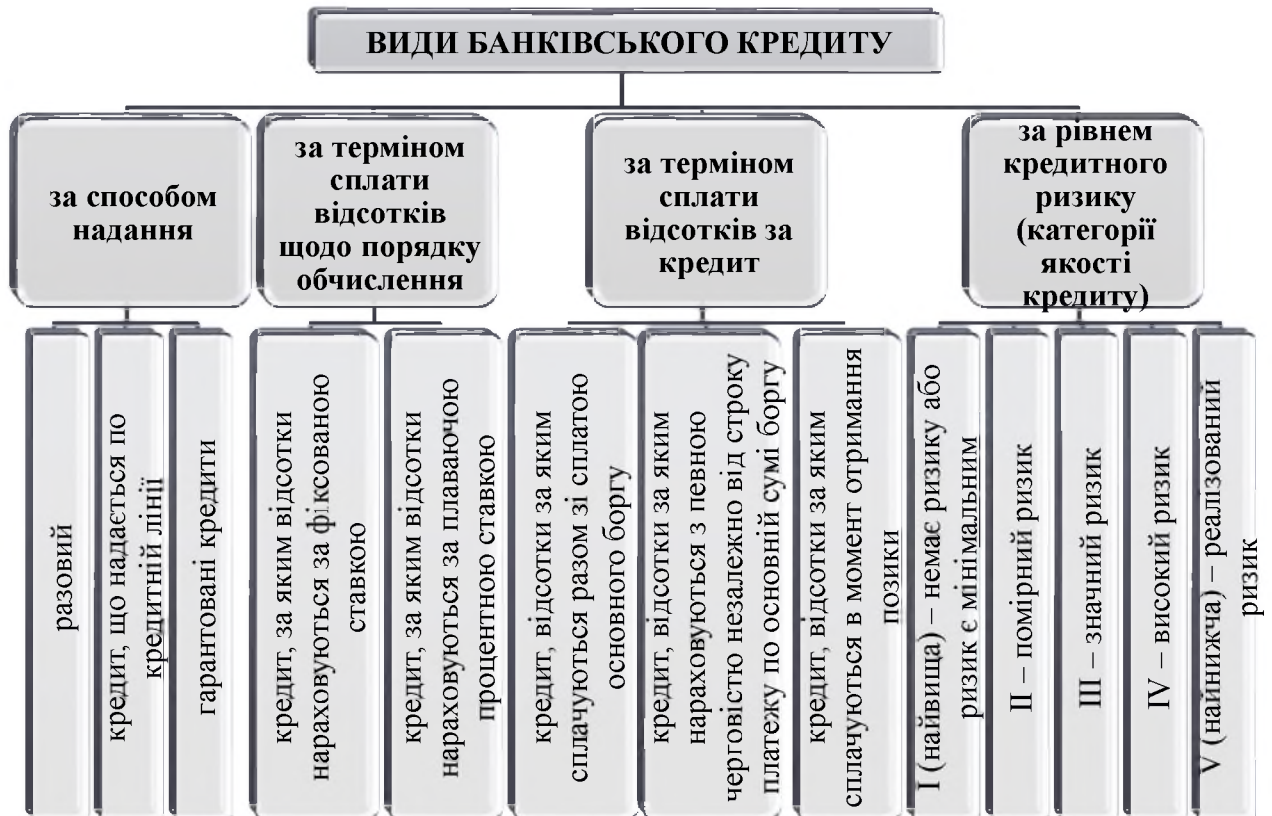 ВИДИ БАНКІВСЬКОГО КРЕДИТУ
за способом
надання
за терміном
сплати
відсотків
щодо порядку
обчислення
за терміном
сплати
відсотків за
кредит
за рівнем
кредитного
ризику
(категорії
якості
кредиту)
разовий
кредит, що надається по
кредитній лінії
гарантовані кредити
кредит, за яким відсотки
нараховуються за фіксованою
ставкою
кредит, за яким відсотки
нараховуються за плаваючою
процентною ставкою
кредит, відсотки за яким
сплачуються разом зі сплатою
основного боргу
кредит, відсотки за яким
нараховуються з певною
черговістю незалежно від строку
платежу по основній сумі боргу
кредит, відсотки за яким
сплачуються в момент отримання
позики
І (найвища) – немає ризику або
ризик є мінімальним
ІІ – помірний ризик
ІІІ – значний ризик
IV – високий ризик
V (найнижча) – реалізований
ризик